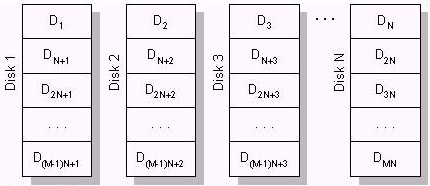 D1 D2 D3 . . . DN
DN+1 DN+2 DN+3 D2N
D2N+1 D2N+2 D2N+3 D3N
. . . . . . . . . . . .
D(M-1)N+1 D(M-1)N+2 D(M-1)N+3 DMN
Disk 1
Disk 2
Disk 3
Disk N